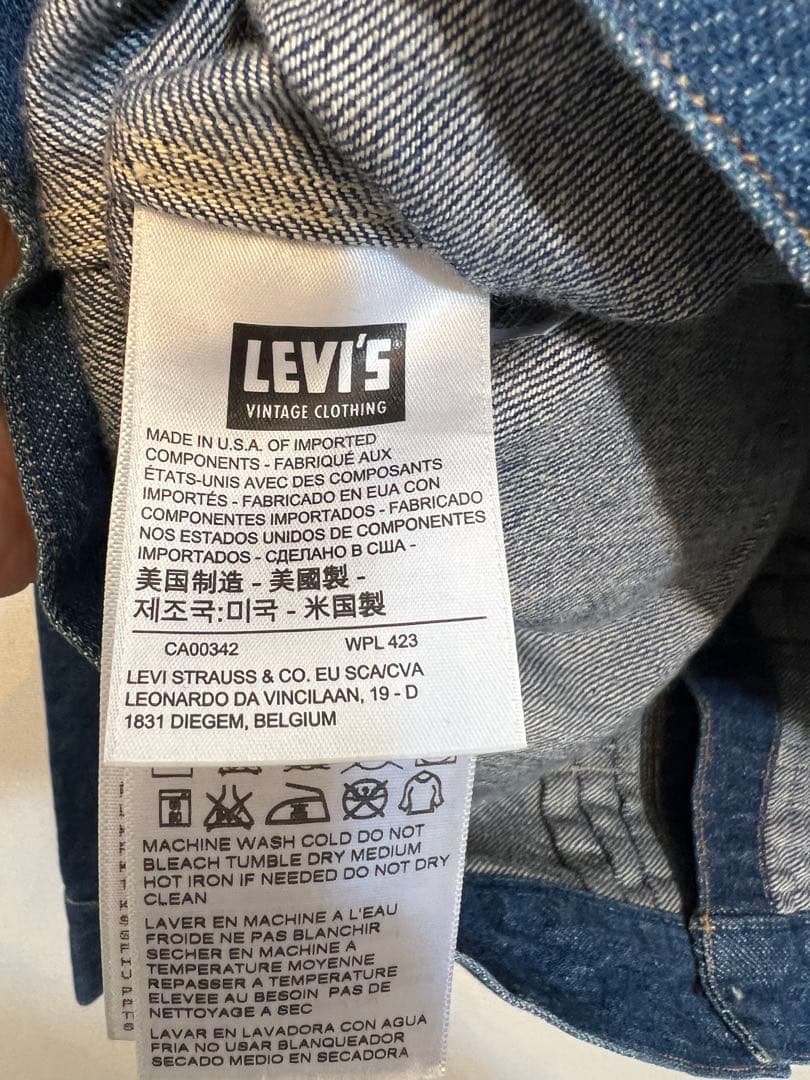 LEVI'S®
VINTAGE CLOTHING
MADE IN U.S.A. OF IMPORTED
COMPONENTS - FABRIQUÉ AUX
ÉTATS-UNIS AVEC DES COMPOSANTS
IMPORTÉS - FABRICADO EN EUA CON
COMPONENTES IMPORTADOS - FABRICADO
NOS ESTADOS UNIDOS DE COMPONENTES
IMPORTADOS - СДЕЛАНО В США -
美国制造 - 美國製 -
제조국:미국 - 米国製
CA00342 WPL 423
LEVI STRAUSS & CO. EU SCA/CVA
LEONARDO DA VINCILAAN, 19 - D
1831 DIEGEM, BELGIUM
MACHINE WASH COLD DO NOT
BLEACH TUMBLE DRY MEDIUM
HOT IRON IF NEEDED DO NOT DRY
CLEAN
LAVER EN MACHINE A L'EAU
FROIDE NE PAS BLANCHIR
SECHER EN MACHINE A
TEMPERATURE MOYENNE
REPASSER A TEMPERATURE
ELEVEE AU BESOIN PAS DE
NETTOYAGE A SEC
LAVAR EN LAVADORA CON AGUA
FRIA NO USAR BLANQUEADOR
SECADO MEDIO EN SECADORA